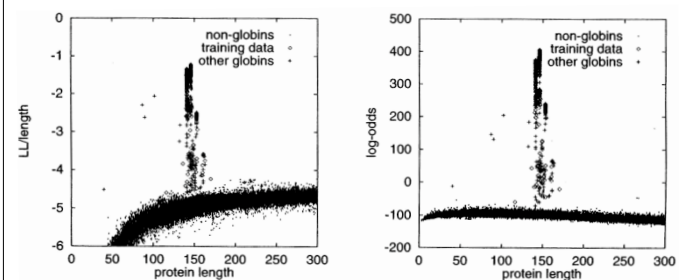 0
-1
-2
-3
-4
-5
-6
LL/length
non-globins
training data
other globins
0 50 100 150 200 250 300
protein length
500
400
300
200
100
0
-100
-200
log-odds
non-globins
training data
other globins
0 50 100 150 200 250 300
protein length